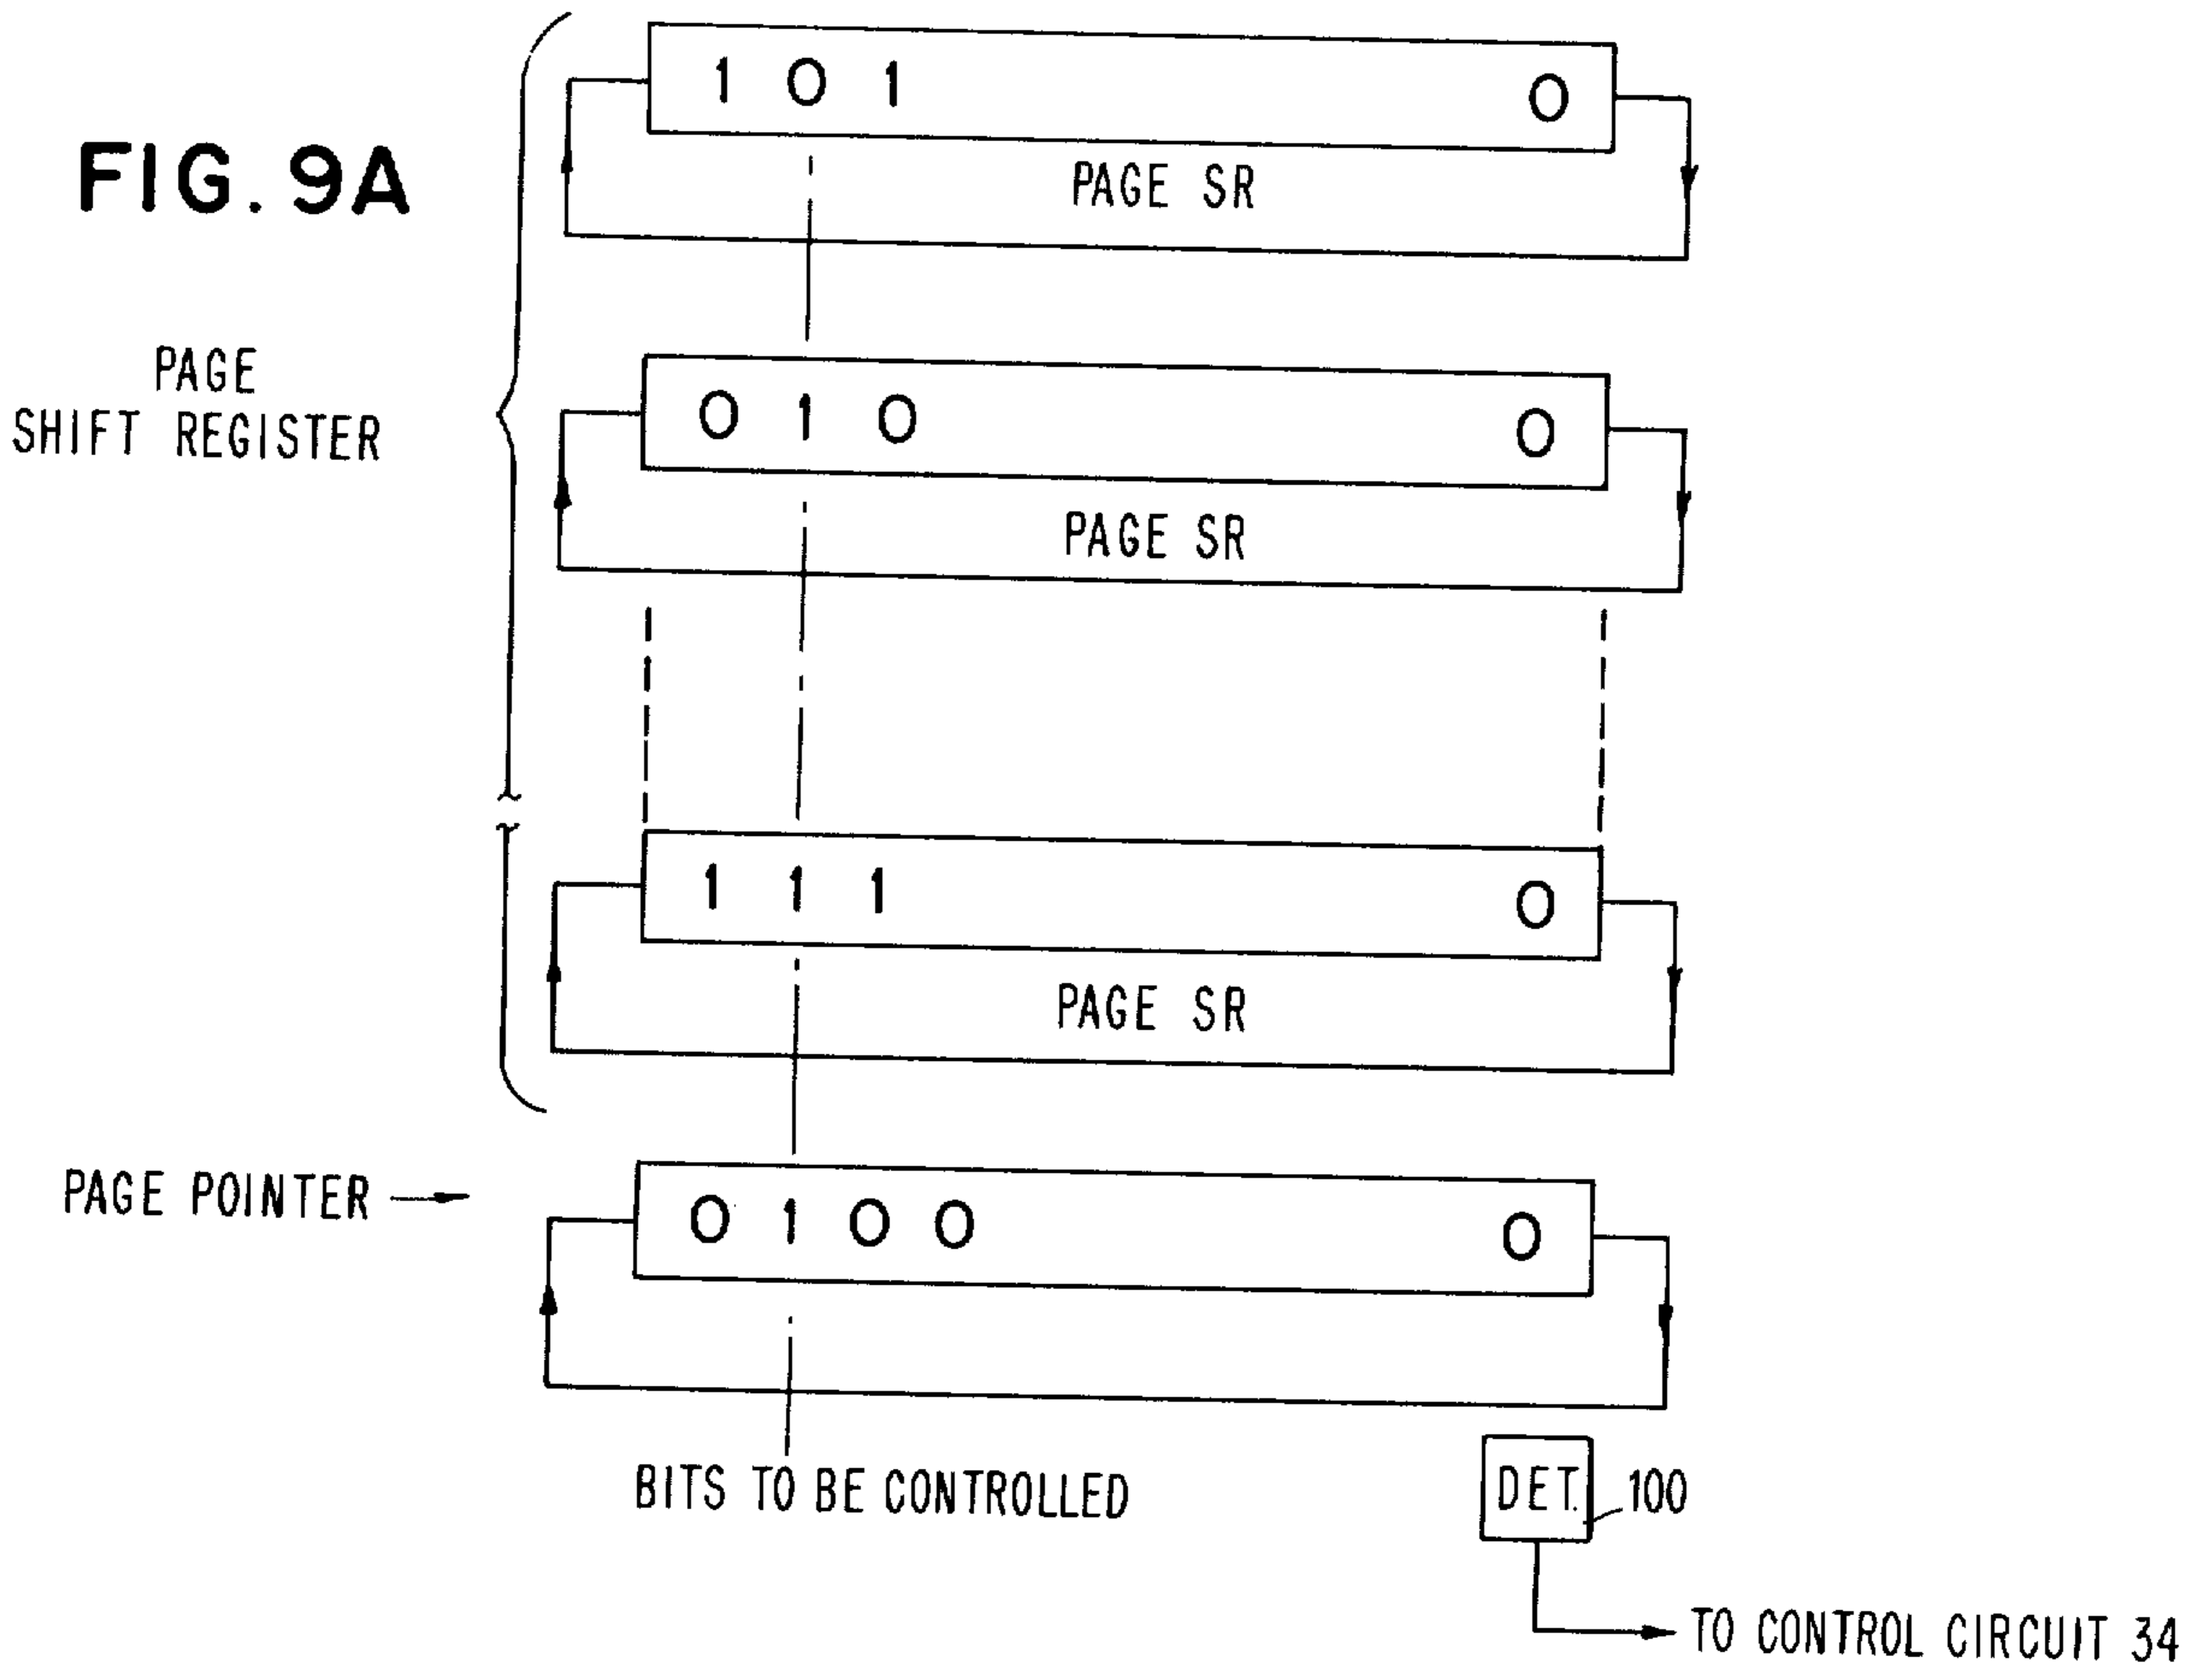 1 0 1 0
FIG. 9A
PAGE SR
PAGE
SHIFT REGISTER
0 1 0 0
PAGE SR
1 1 1 0
PAGE SR
PAGE POINTER
0 1 0 0 0
BITS TO BE CONTROLLED
DET. 100
TO CONTROL CIRCUIT 34